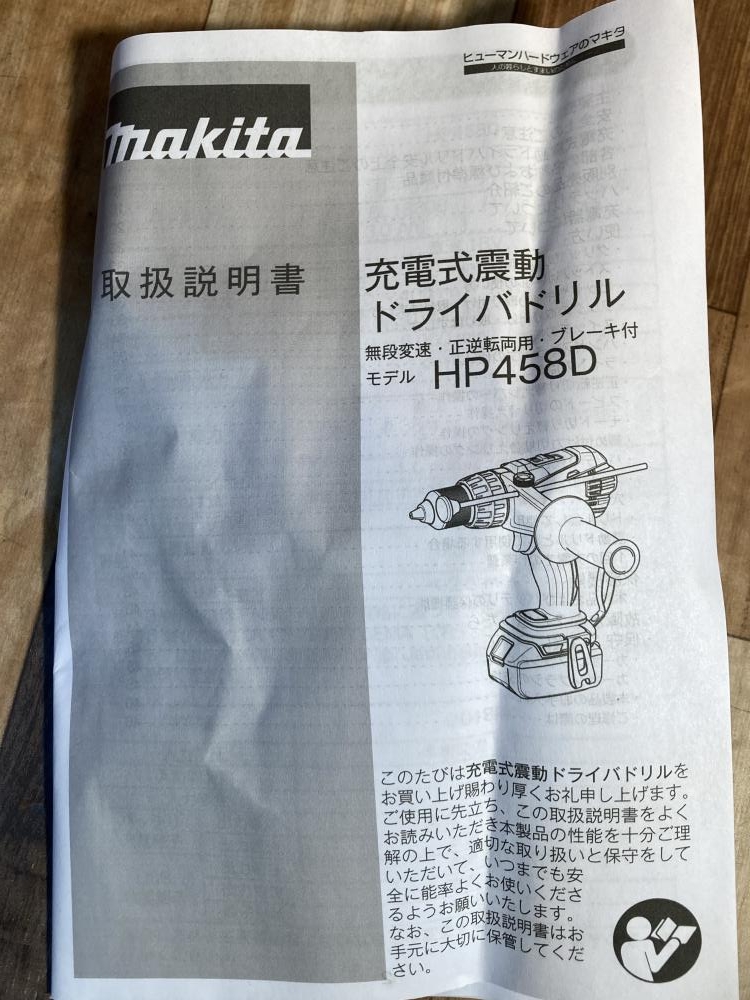 ヒューマンハードウェアのマキタ
makita
取扱説明書
充電式震動
ドライバドリル
無段変速・正逆転両用・ブレーキ付
モデル HP458D
このたびは充電式震動ドライバドリルを
お買い上げ賜わり厚くお礼申し上げます。
ご使用に先立ち、この取扱説明書をよく
お読みいただき本製品の性能を十分ご理
解の上で、適切な取り扱いと保守をして
いただいて、いつまでも安
全に能率よくお使いくださ
るようお願いいたします。
なお、この取扱説明書はお
手元に大切に保管してくだ
さい。